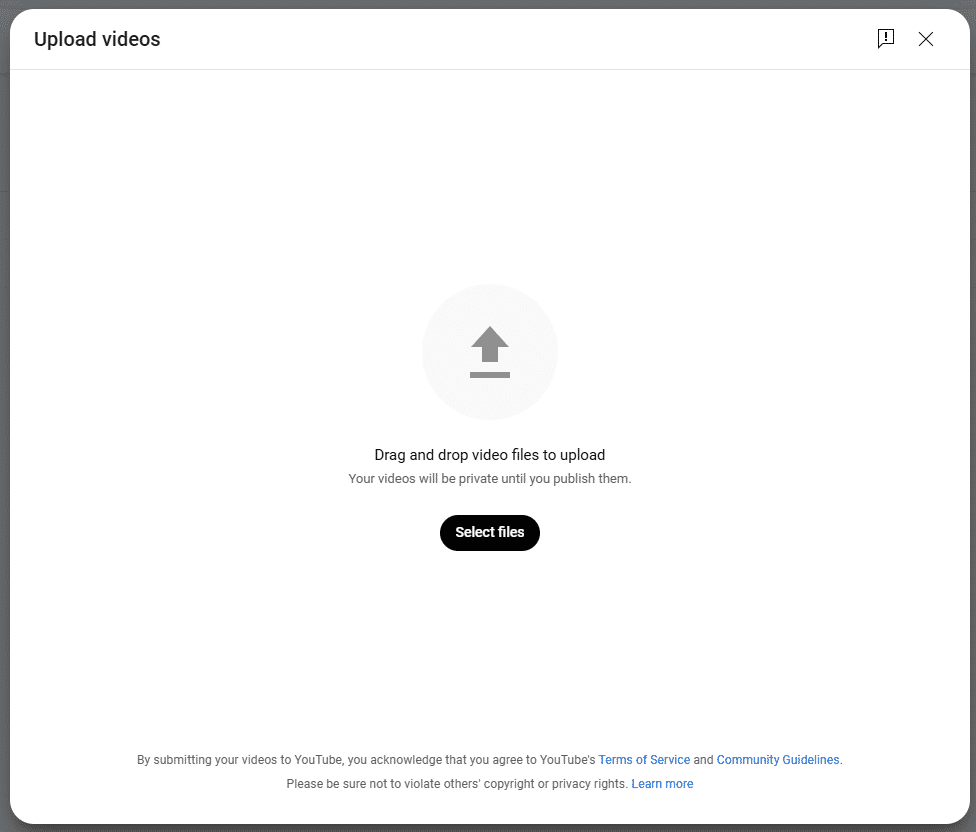 Upload videos
Drag and drop video files to upload
Your videos will be private until you publish them.
Select files
By submitting your videos to YouTube, you acknowledge that you agree to YouTube's Terms of Service and Community Guidelines.
Please be sure not to violate others' copyright or privacy rights. Learn more